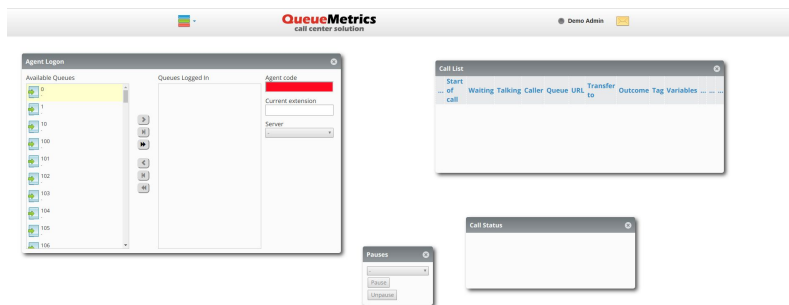 QueueMetrics
call center solution
Demo Admin
Agent Logon
Available Queues
Queues Logged In
Agent code
Current extension
Server
-
0
1
10
100
101
102
103
104
105
106
Call List
... Start of call Waiting Talking Caller Queue URL Transfer to Outcome Tag Variables ... ... ...
Pauses
-
Pause
Unpause
Call Status